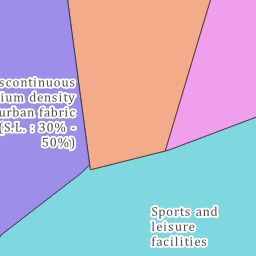 scontinuous
ium density
urban fabric
(S.L. : 30% -
50%)
Sports and
leisure
facilities